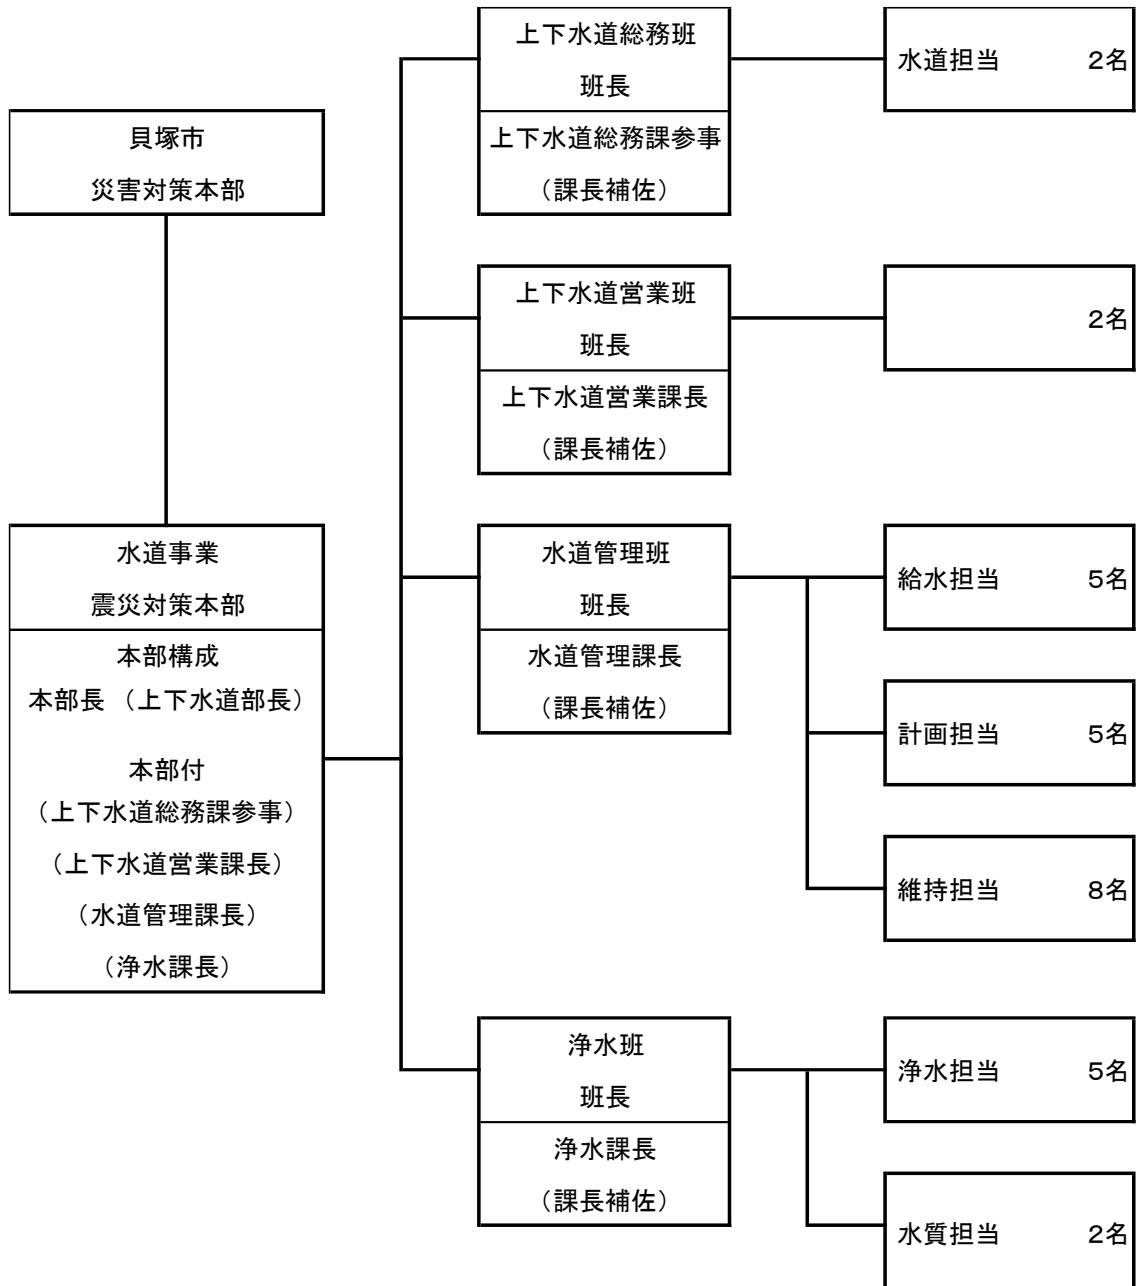 貝塚市
災害対策本部
水道事業
震災対策本部
本部構成
本部長 （上下水道部長）
本部付
（上下水道総務課参事）
（上下水道営業課長）
（水道管理課長）
（浄水課長）
上下水道総務班
班長
上下水道総務課参事
（課長補佐）
水道担当 2名
上下水道営業班
班長
上下水道営業課長
（課長補佐）
2名
水道管理班
班長
水道管理課長
（課長補佐）
給水担当 5名
計画担当 5名
維持担当 8名
浄水班
班長
浄水課長
（課長補佐）
浄水担当 5名
水質担当 2名